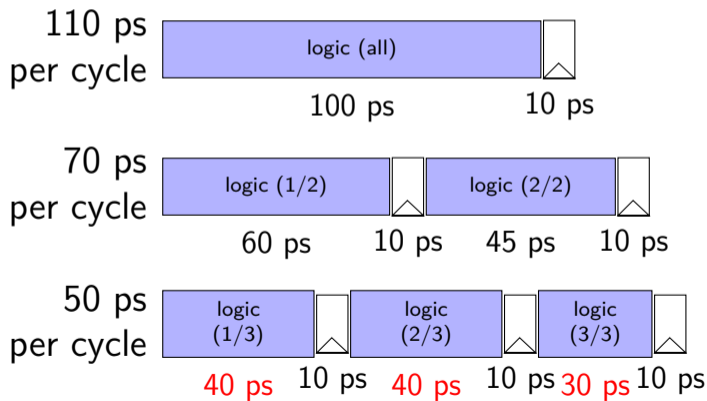 110 ps
per cycle
logic (all)
100 ps
10 ps
70 ps
per cycle
logic (1/2)
logic (2/2)
60 ps
10 ps
45 ps
10 ps
50 ps
per cycle
logic
(1/3)
logic
(2/3)
logic
(3/3)
40 ps
10 ps
40 ps
10 ps
30 ps
10 ps